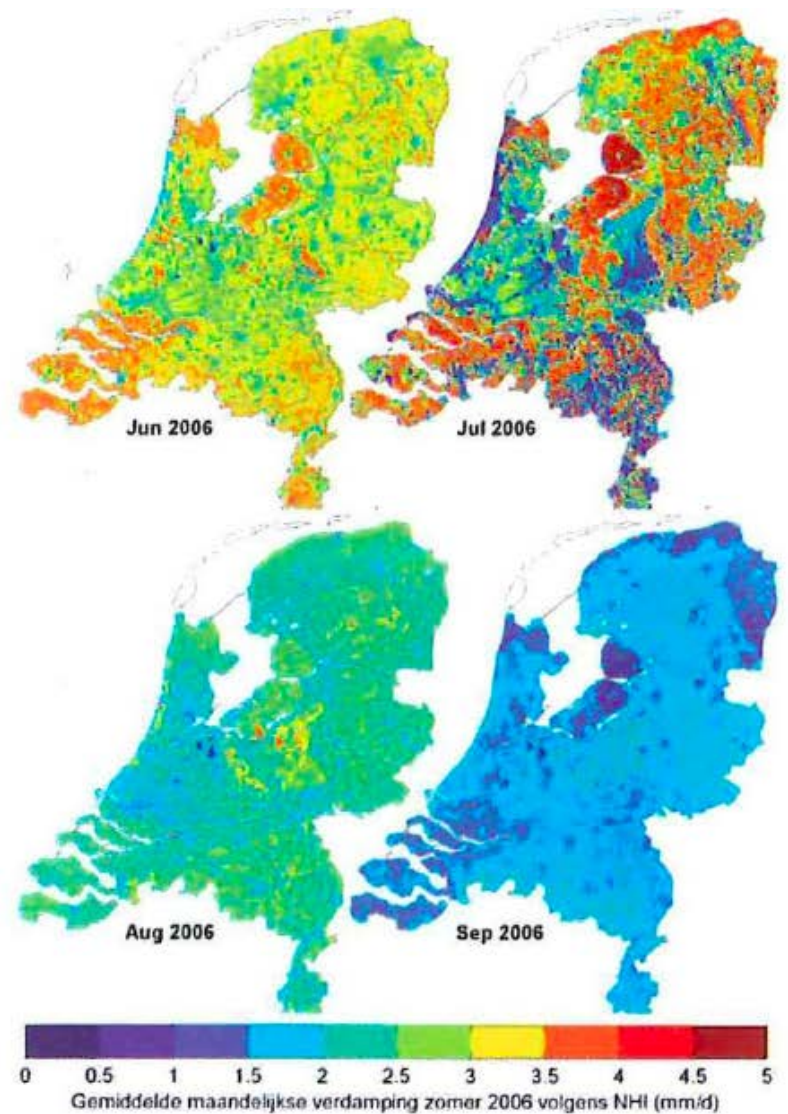 Jun 2006
Jul 2006
Aug 2006
Sep 2006
0 0.5 1 1.5 2 2.5 3 3.5 4 4.5 5
Gemiddelde maandelijkse verdamping zomer 2006 volgens NHI (mm/d)